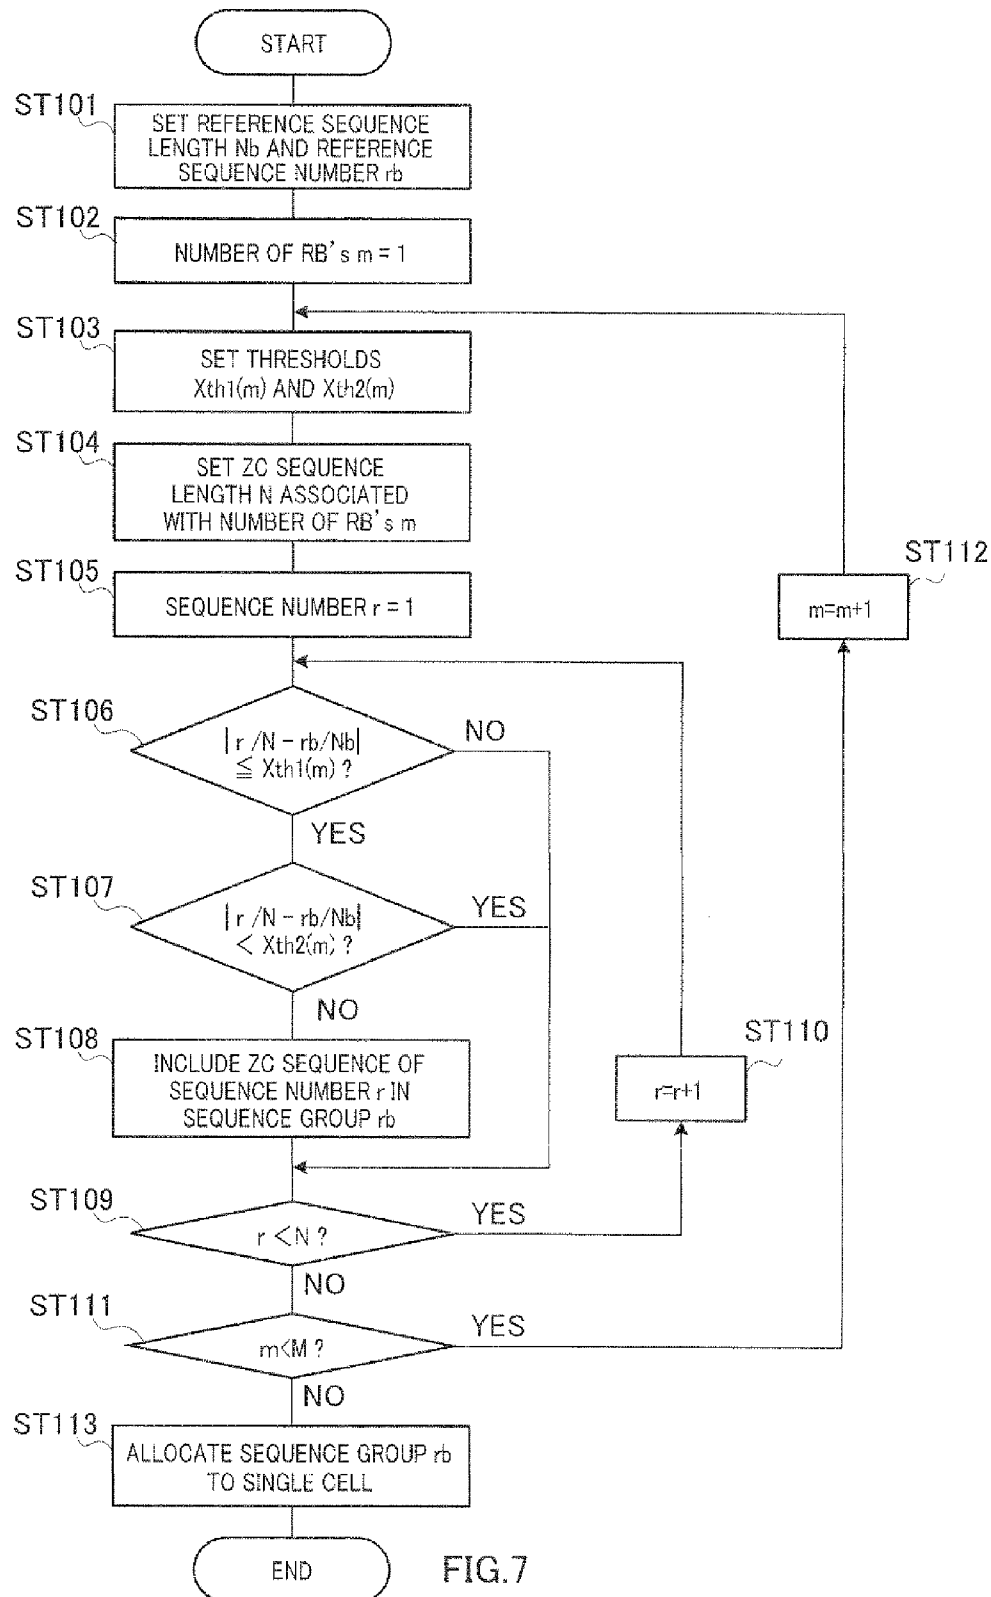 START
ST101
SET REFERENCE SEQUENCE
LENGTH Nb AND REFERENCE
SEQUENCE NUMBER rb
ST102
NUMBER OF RB's m = 1
ST103
SET THRESHOLDS
Xth1(m) AND Xth2(m)
ST104
SET ZC SEQUENCE
LENGTH N ASSOCIATED
WITH NUMBER OF RB's m
ST105
SEQUENCE NUMBER r = 1
ST112
m=m+1
ST106
|r/N - rb/Nb|
≦ Xth1(m) ?
NO
YES
ST107
|r/N - rb/Nb|
< Xth2(m) ?
YES
NO
ST108
INCLUDE ZC SEQUENCE OF
SEQUENCE NUMBER r IN
SEQUENCE GROUP rb
ST110
r=r+1
ST109
r < N ?
YES
NO
ST111
m<M ?
YES
NO
ST113
ALLOCATE SEQUENCE GROUP rb
TO SINGLE CELL
END
FIG.7